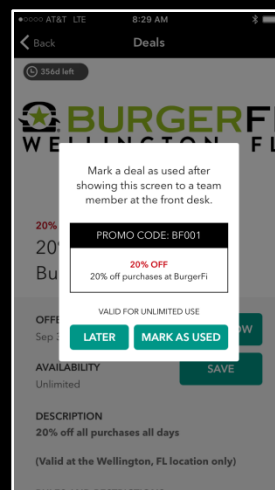 AT&T LTE 8:29 AM
Back Deals
356d left
BURGERFI
WELLINGTON, FL
Mark a deal as used after
showing this screen to a team
member at the front desk.
PROMO CODE: BF001
20% OFF
20% off purchases at BurgerFi
VALID FOR UNLIMITED USE
LATER MARK AS USED
20%
20
Bu
OFFE
Sep
OW
AVAILABILITY
Unlimited
SAVE
DESCRIPTION
20% off all purchases all days
(Valid at the Wellington, FL location only)